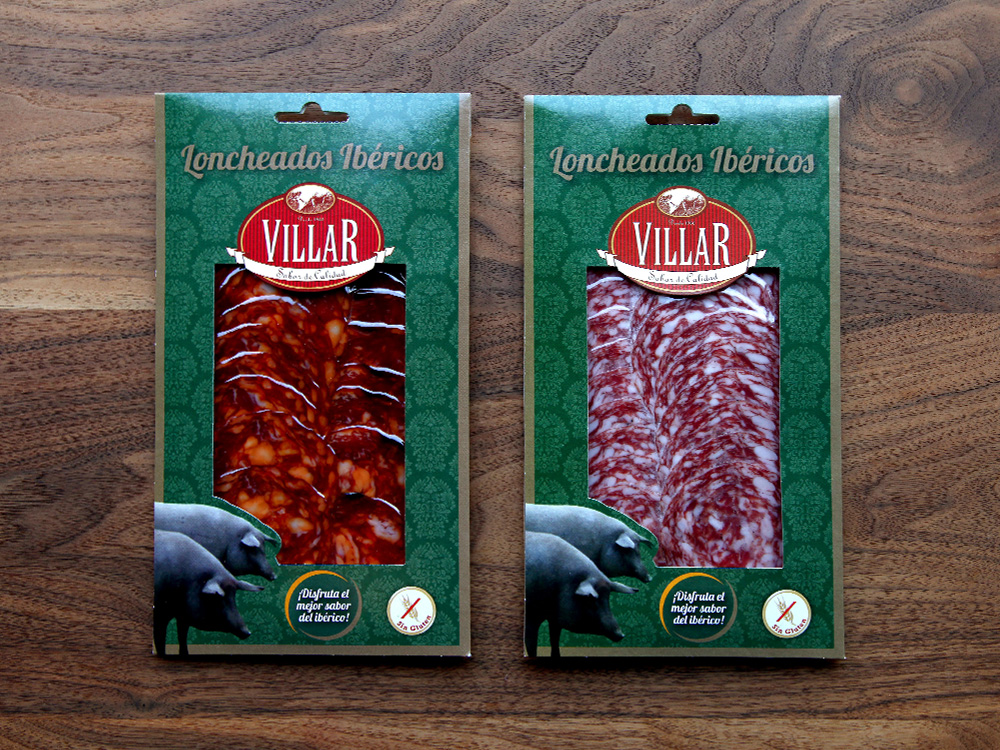 Loncheados Ibéricos
VILLAR
Sabor de Calidad
¡Disfruta el
mejor sabor
del ibérico!
Sin Gluten
Loncheados Ibéricos
VILLAR
Sabor de Calidad
¡Disfruta el
mejor sabor
del ibérico!
Sin Gluten